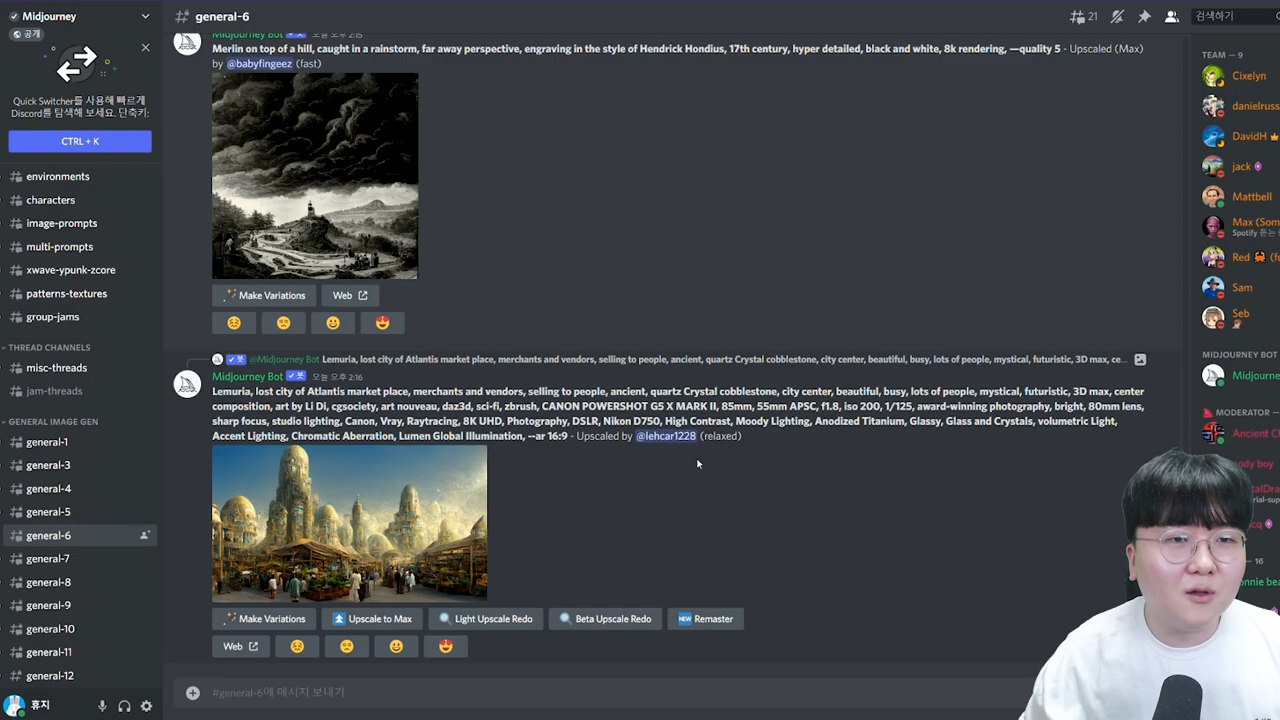 Midjourney
공개
Quick Switcher를 사용해 빠르게
Discord를 탐색해 보세요. 단축키:
CTRL + K
environments
characters
image-prompts
multi-prompts
xwave-ypunk-zcore
patterns-textures
group-jams
THREAD CHANNELS
misc-threads
jam-threads
GENERAL IMAGE GEN
general-1
general-3
general-4
general-5
general-6
general-7
general-8
general-9
general-10
general-11
general-12
휴지
general-6
21
검색하기
Midjourney Bot 봇 오늘 오후 2:15
Merlin on top of a hill, caught in a rainstorm, far away perspective, engraving in the style of Hendrick Hondius, 17th century, hyper detailed, black and white, 8k rendering, —quality 5 - Upscaled (Max)
by @babyfingeez (fast)
Make Variations Web
봇 @Midjourney Bot Lemuria, lost city of Atlantis market place, merchants and vendors, selling to people, ancient, quartz Crystal cobblestone, city center, beautiful, busy, lots of people, mystical, futuristic, 3D max, ce...
Midjourney Bot 봇 오늘 오후 2:16
Lemuria, lost city of Atlantis market place, merchants and vendors, selling to people, ancient, quartz Crystal cobblestone, city center, beautiful, busy, lots of people, mystical, futuristic, 3D max, center
composition, art by Li Di, cgsociety, art nouveau, daz3d, sci-fi, zbrush, CANON POWERSHOT G5 X MARK II, 85mm, 55mm APSC, f1.8, iso 200, 1/125, award-winning photography, bright, 80mm lens,
sharp focus, studio lighting, Canon, Vray, Raytracing, 8K UHD, Photography, DSLR, Nikon D750, High Contrast, Moody Lighting, Anodized Titanium, Glassy, Glass and Crystals, volumetric Light,
Accent Lighting, Chromatic Aberration, Lumen Global Illumination, --ar 16:9 - Upscaled by @lehcar1228 (relaxed)
Make Variations Upscale to Max Light Upscale Redo Beta Upscale Redo NEW Remaster
Web
#general-6에 메시지 보내기
TEAM — 9
Cixelyn
danielruss
DavidH
jack
Mattbell
Max (Som
Spotify 듣는
Red (fu
Sam
Seb
MIDJOURNEY BOT
Midjourne
MODERATOR
Ancient C
ody boy
talDra
rial-sup
cq
16
onnie bea